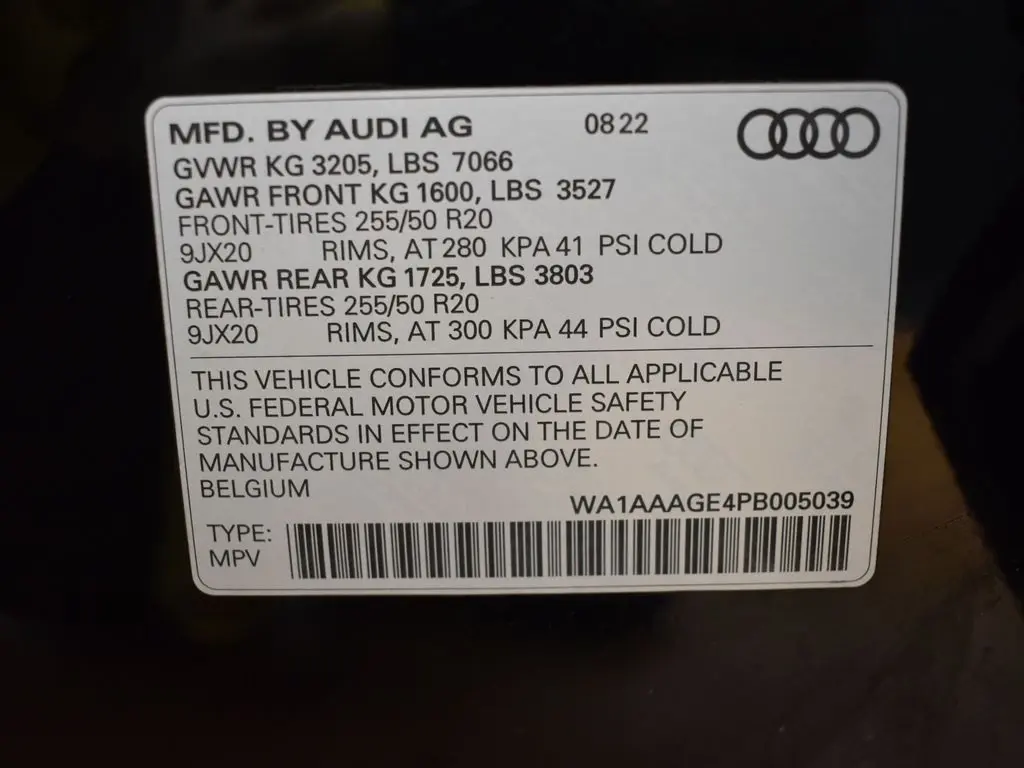 MFD. BY AUDI AG 08 22
GVWR KG 3205, LBS 7066
GAWR FRONT KG 1600, LBS 3527
FRONT-TIRES 255/50 R20
9JX20 RIMS, AT 280 KPA 41 PSI COLD
GAWR REAR KG 1725, LBS 3803
REAR-TIRES 255/50 R20
9JX20 RIMS, AT 300 KPA 44 PSI COLD
THIS VEHICLE CONFORMS TO ALL APPLICABLE
U.S. FEDERAL MOTOR VEHICLE SAFETY
STANDARDS IN EFFECT ON THE DATE OF
MANUFACTURE SHOWN ABOVE.
BELGIUM
WA1AAAGE4PB005039
TYPE:
MPV